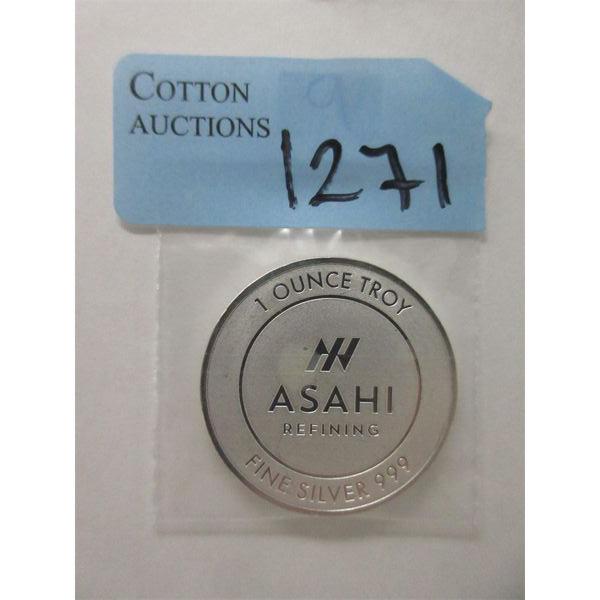 COTTON
AUCTIONS
1271
1 OUNCE TROY
ASAHI
REFINING
FINE SILVER 999